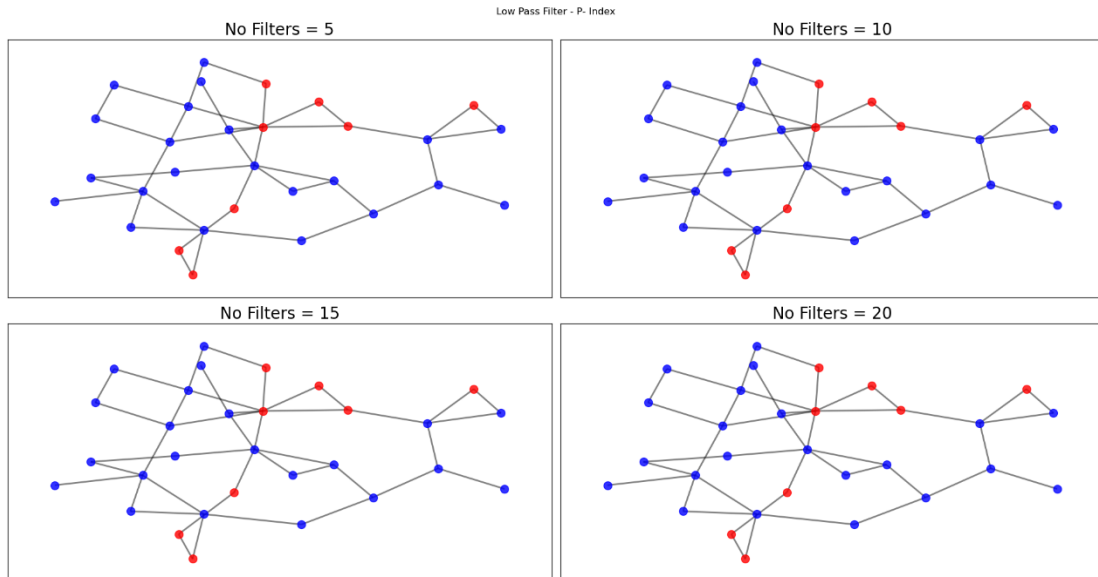 Low Pass Filter - P- Index
No Filters = 5
No Filters = 10
No Filters = 15
No Filters = 20